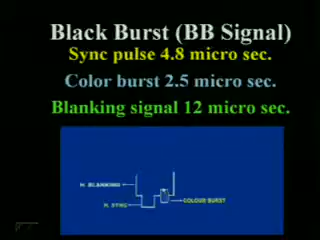 Black Burst (BB Signal)
Sync pulse 4.8 micro sec.
Color burst 2.5 micro sec.
Blanking signal 12 micro sec.
H. BLANKING
H. SYNC
COLOUR BURST